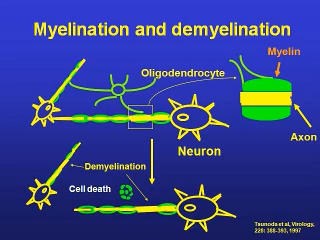 Myelination and demyelination
Myelin
Oligodendrocyte
Axon
Neuron
Demyelination
Cell death
Tsunoda et al, Virology,
228: 388-393, 1997